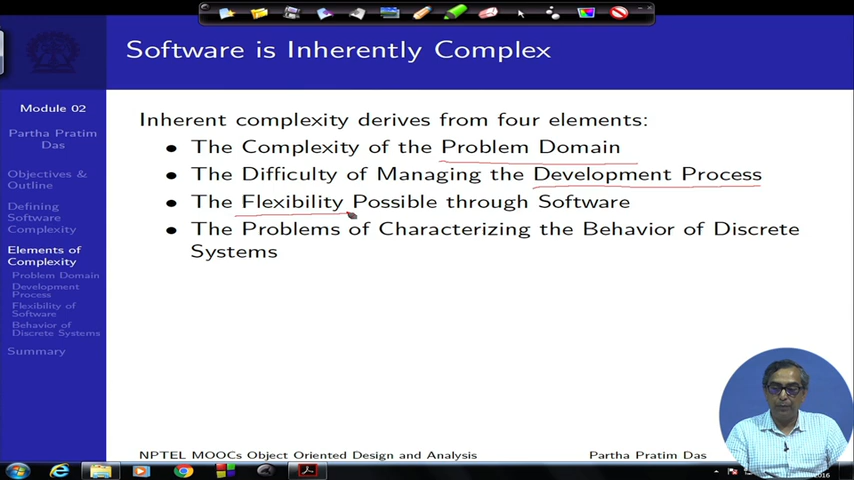 Software is Inherently Complex
Module 02
Partha Pratim
Das
Objectives &
Outline
Defining
Software
Complexity
Elements of
Complexity
Problem Domain
Development
Process
Flexibility of
Software
Behavior of
Discrete Systems
Summary
Inherent complexity derives from four elements:
• The Complexity of the Problem Domain
• The Difficulty of Managing the Development Process
• The Flexibility Possible through Software
• The Problems of Characterizing the Behavior of Discrete
Systems
NPTEL MOOCs Object Oriented Design and Analysis
Partha Pratim Das